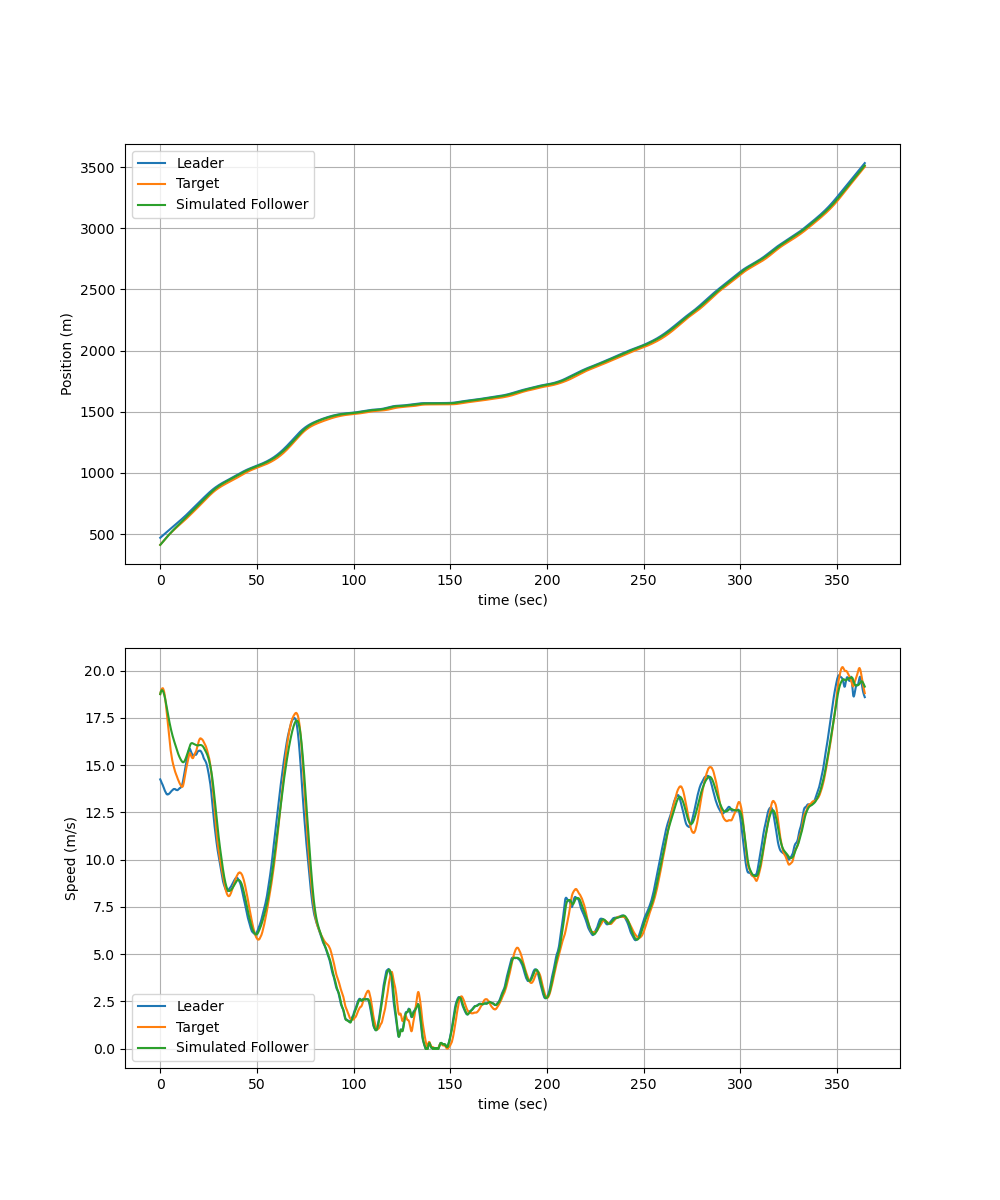 3500
3000
2500
2000
1500
1000
500
Position (m)
Leader
Target
Simulated Follower
0 50 100 150 200 250 300 350
time (sec)
20.0
17.5
15.0
12.5
10.0
7.5
5.0
2.5
0.0
Speed (m/s)
Leader
Target
Simulated Follower
0 50 100 150 200 250 300 350
time (sec)